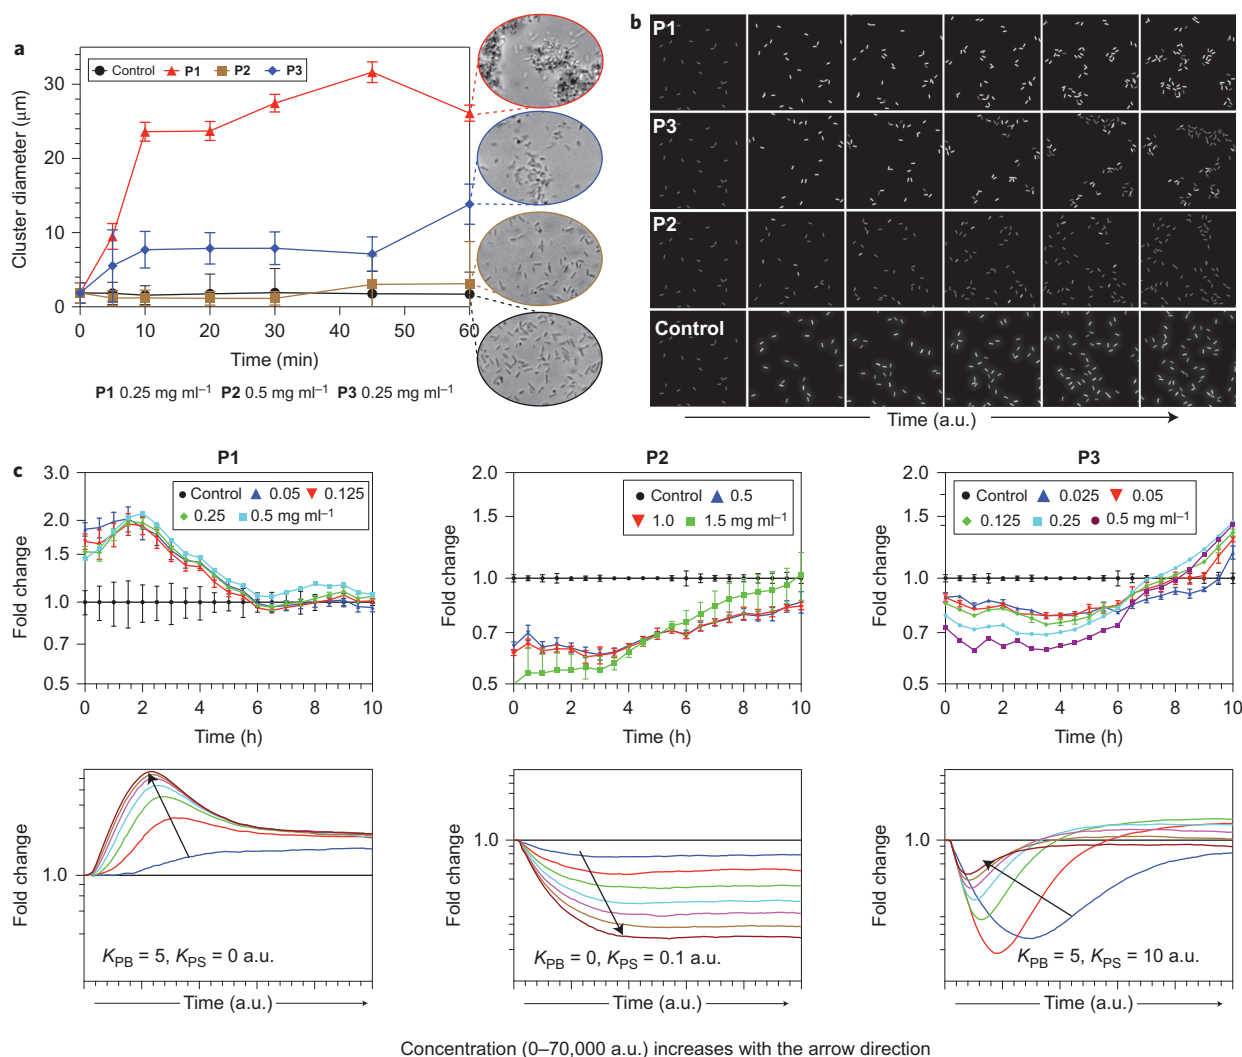 a
Cluster diameter (μm)
Control P1 P2 P3
30
20
10
0
0 10 20 30 40 50 60
Time (min)
P1 0.25 mg ml⁻¹ P2 0.5 mg ml⁻¹ P3 0.25 mg ml⁻¹
b
P1
P3
P2
Control
Time (a.u.)
c
P1
Fold change
3.0
2.0
1.5
1.0
0.7
0.5
Control 0.05 0.125
0.25 0.5 mg ml⁻¹
0 2 4 6 8 10
Time (h)
P2
Fold change
2.0
1.5
1.0
0.7
0.5
Control 0.5
1.0 1.5 mg ml⁻¹
0 2 4 6 8 10
Time (h)
P3
Fold change
2.0
1.5
1.0
0.7
0.5
Control 0.025 0.05
0.125 0.25 0.5 mg ml⁻¹
0 2 4 6 8 10
Time (h)
Fold change
1.0
K_PB = 5, K_PS = 0 a.u.
Time (a.u.)
Fold change
1.0
K_PB = 0, K_PS = 0.1 a.u.
Time (a.u.)
Fold change
1.0
K_PB = 5, K_PS = 10 a.u.
Time (a.u.)
Concentration (0–70,000 a.u.) increases with the arrow direction